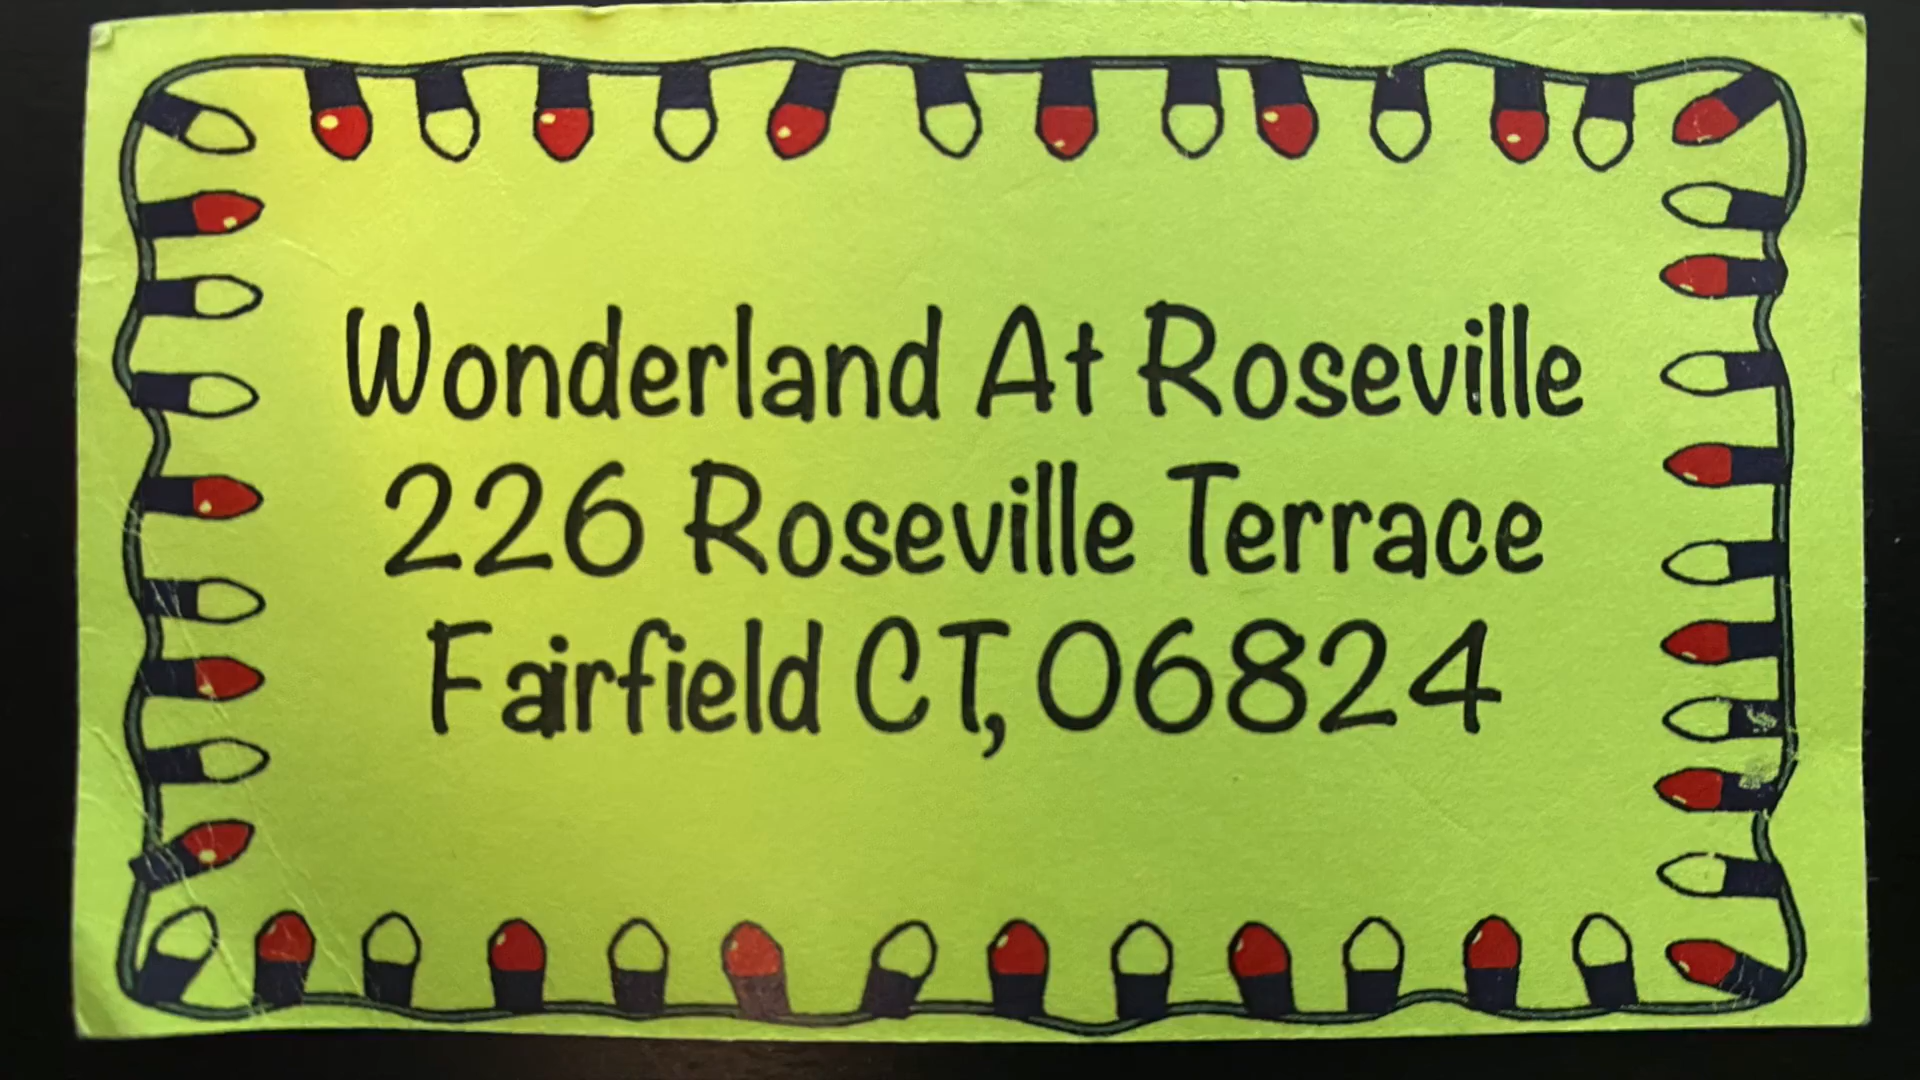 Wonderland At Roseville
226 Roseville Terrace
Fairfield CT, 06824